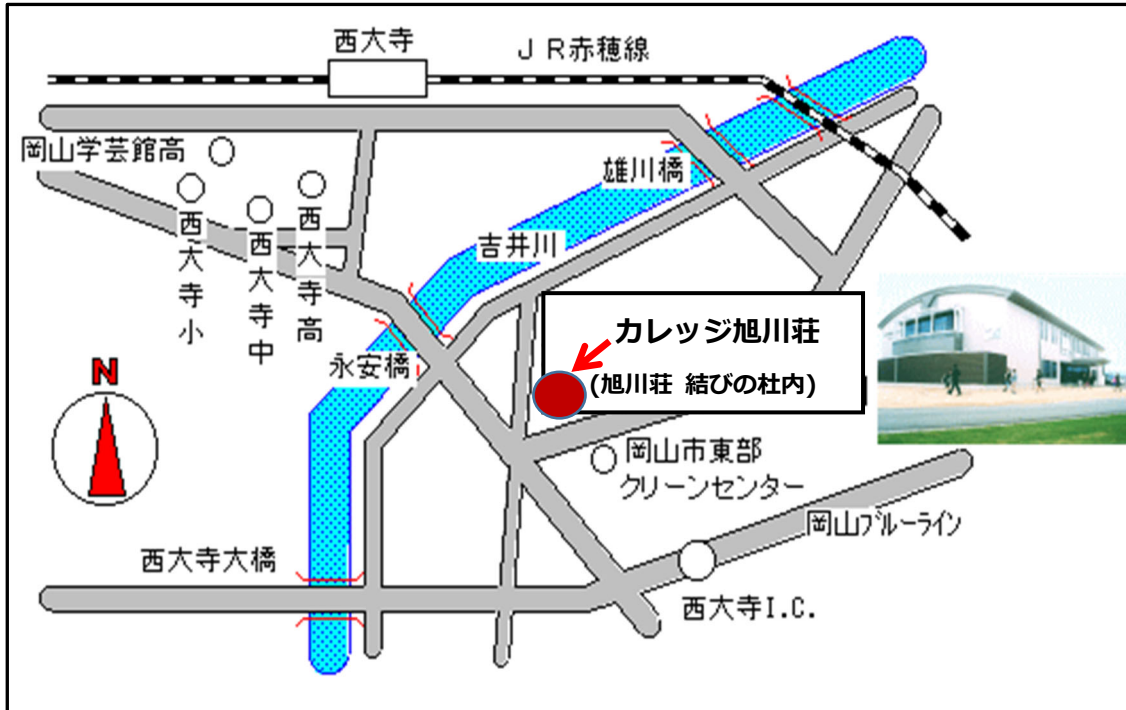 西大寺
JR赤穂線
岡山学芸館高
雄川橋
西大寺小
西大寺中
西大寺高
吉井川
カレッジ旭川荘
永安橋
(旭川荘 結びの杜内)
N
岡山市東部
クリーンセンター
岡山ブルーライン
西大寺大橋
西大寺I.C.